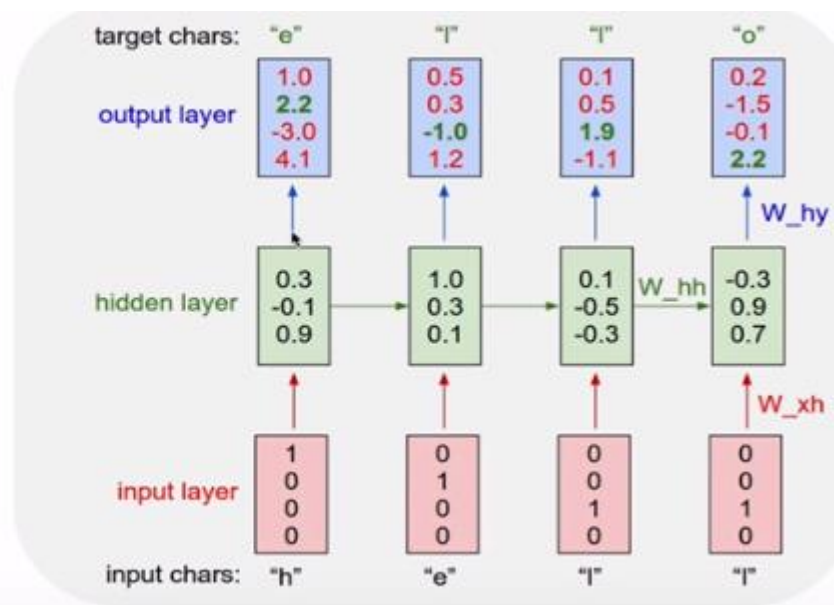 target chars: "e" "l" "l" "o"
output layer
1.0 0.5 0.1 0.2
2.2 0.3 0.5 -1.5
-3.0 -1.0 1.9 -0.1
4.1 1.2 -1.1 2.2
W_hy
hidden layer
0.3 1.0 0.1 -0.3
-0.1 0.3 -0.5 0.9
0.9 0.1 -0.3 0.7
W_hh
W_xh
input layer
1 0 0 0
0 1 0 0
0 0 1 1
0 0 0 0
input chars: "h" "e" "l" "l"